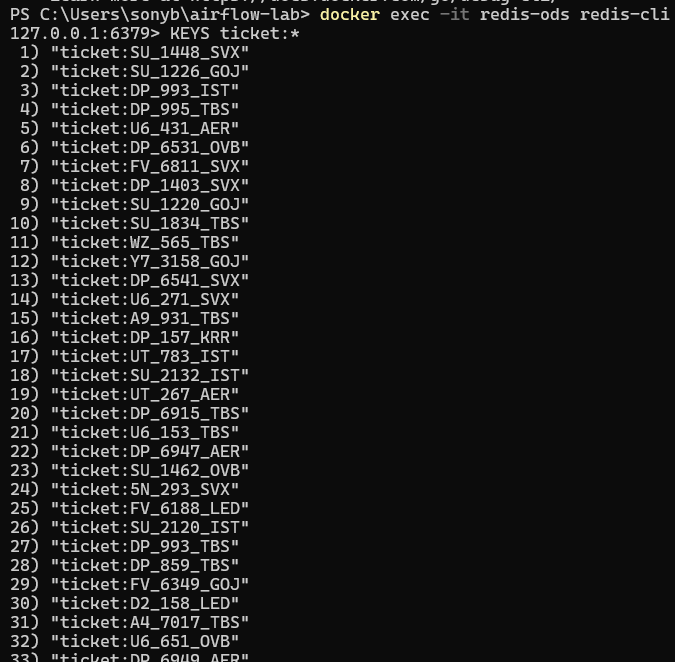 PS C:\Users\sonyb\airflow-lab> docker exec -it redis-ods redis-cli
127.0.0.1:6379> KEYS ticket:*
1) "ticket:SU_1448_SVX"
2) "ticket:SU_1226_GOJ"
3) "ticket:DP_993_IST"
4) "ticket:DP_995_TBS"
5) "ticket:U6_431_AER"
6) "ticket:DP_6531_OVB"
7) "ticket:FV_6811_SVX"
8) "ticket:DP_1403_SVX"
9) "ticket:SU_1220_GOJ"
10) "ticket:SU_1834_TBS"
11) "ticket:WZ_565_TBS"
12) "ticket:Y7_3158_GOJ"
13) "ticket:DP_6541_SVX"
14) "ticket:U6_271_SVX"
15) "ticket:A9_931_TBS"
16) "ticket:DP_157_KRR"
17) "ticket:UT_783_IST"
18) "ticket:SU_2132_IST"
19) "ticket:UT_267_AER"
20) "ticket:DP_6915_TBS"
21) "ticket:U6_153_TBS"
22) "ticket:DP_6947_AER"
23) "ticket:SU_1462_OVB"
24) "ticket:5N_293_SVX"
25) "ticket:FV_6188_LED"
26) "ticket:SU_2120_IST"
27) "ticket:DP_993_TBS"
28) "ticket:DP_859_TBS"
29) "ticket:FV_6349_GOJ"
30) "ticket:D2_158_LED"
31) "ticket:A4_7017_TBS"
32) "ticket:U6_651_OVB"
33) "ticket:DP_6949_AER"